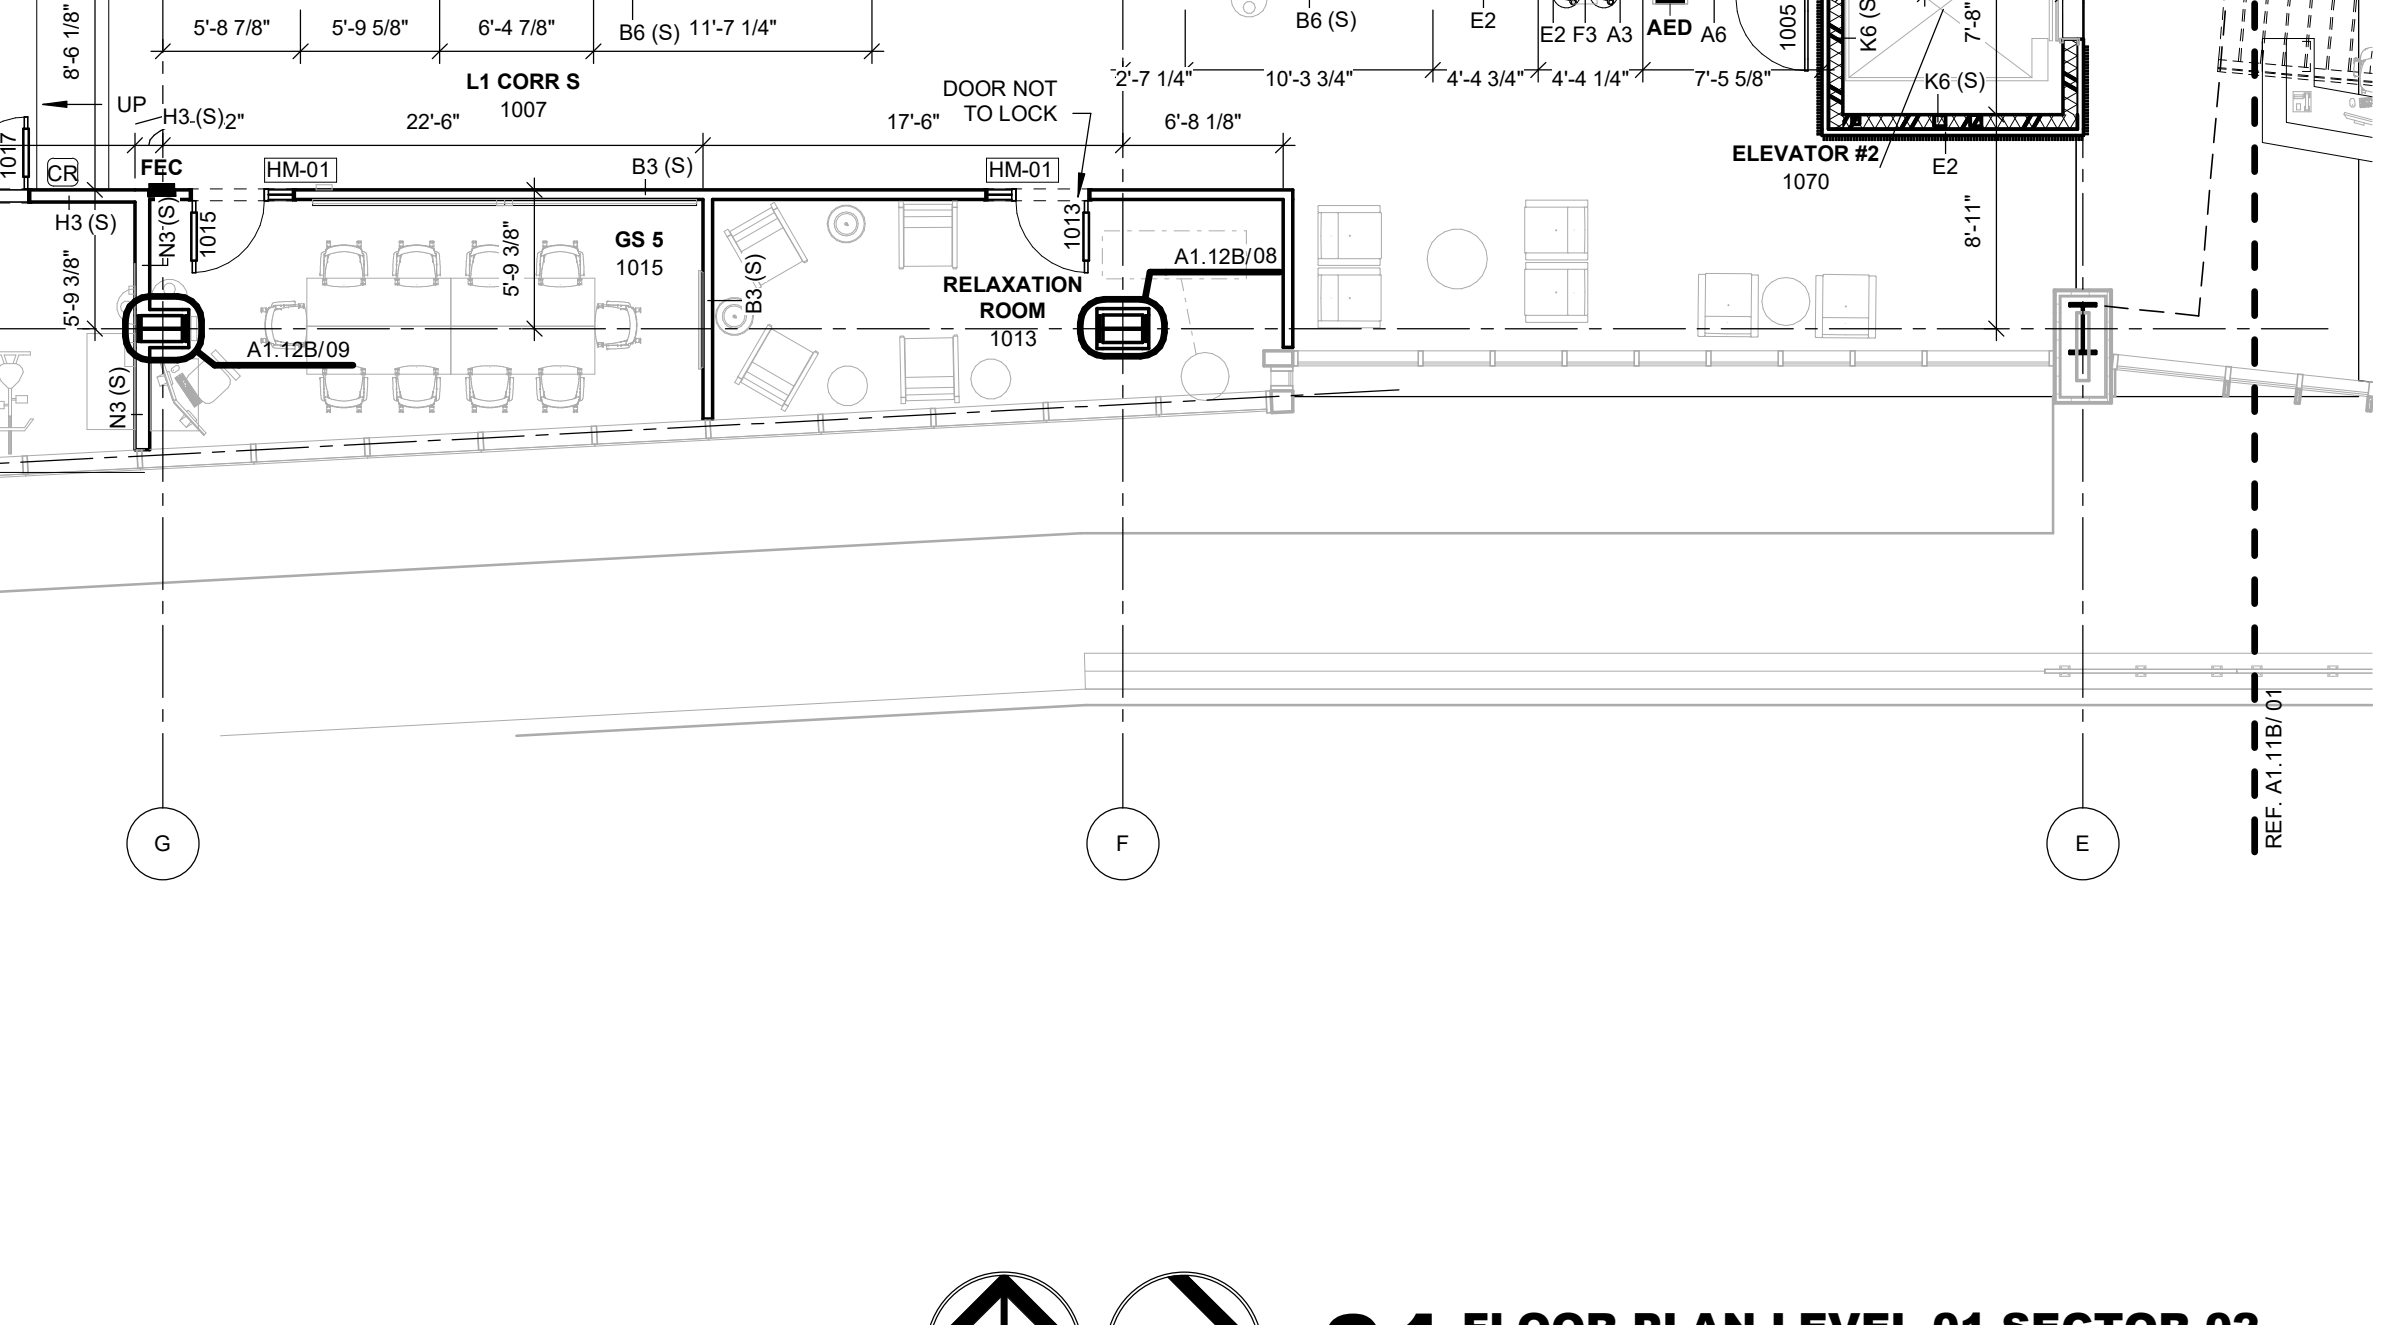 8'-6 1/8"
5'-8 7/8"
5'-9 5/8"
6'-4 7/8"
B6 (S)
11'-7 1/4"
B6 (S)
E2
E2
F3
A3
AED
A6
1005
7'-8"
2'-7 1/4"
10'-3 3/4"
4'-4 3/4"
4'-4 1/4"
7'-5 5/8"
K6 (S)
L1 CORR S
1007
DOOR NOT
TO LOCK
UP
H3 (S)
2"
22'-6"
17'-6"
6'-8 1/8"
1017
CR
FEC
HM-01
B3 (S)
HM-01
ELEVATOR #2
1070
E2
H3 (S)
N3 (S)
1015
5'-9 3/8"
5'-9 3/8"
GS 5
1015
B3 (S)
RELAXATION
ROOM
1013
1013
A1.12B/08
8'-11"
A1.12B/09
N3 (S)
REF. A1.11B/ 01
G
F
E
FLOOR PLAN LEVEL 01 SECTOR 02